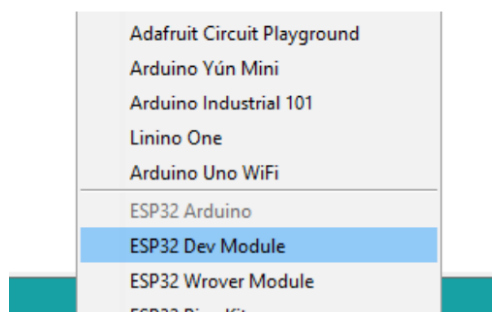 Adafruit Circuit Playground
Arduino Yún Mini
Arduino Industrial 101
Linino One
Arduino Uno WiFi
ESP32 Arduino
ESP32 Dev Module
ESP32 Wrover Module